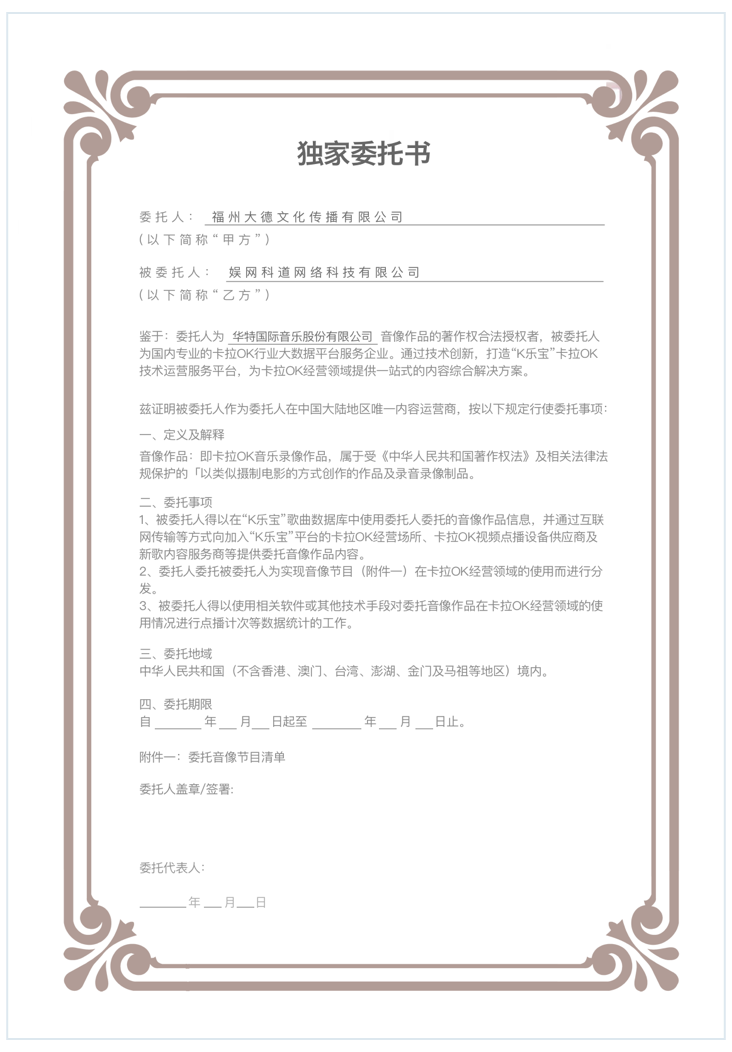 独家委托书
委托人： 福州大德文化传播有限公司
(以下简称“甲方”)
被委托人： 娱网科道网络科技有限公司
(以下简称“乙方”)
鉴于：委托人为 华特国际音乐股份有限公司 音像作品的著作权合法授权者，被委托人
为国内专业的卡拉OK行业大数据平台服务企业。通过技术创新，打造“K乐宝”卡拉OK
技术运营服务平台，为卡拉OK经营领域提供一站式的内容综合解决方案。
兹证明被委托人作为委托人在中国大陆地区唯一内容运营商，按以下规定行使委托事项：
一、定义及解释
音像作品：即卡拉OK音乐录像作品，属于受《中华人民共和国著作权法》及相关法律法
规保护的「以类似摄制电影的方式创作的作品及录音录像制品。
二、委托事项
1、被委托人得以在“K乐宝”歌曲数据库中使用委托人委托的音像作品信息，并通过互联
网传输等方式向加入“K乐宝”平台的卡拉OK经营场所、卡拉OK视频点播设备供应商及
新歌内容服务商等提供委托音像作品内容。
2、委托人委托被委托人为实现音像节目（附件一）在卡拉OK经营领域的使用而进行分
发。
3、被委托人得以使用相关软件或其他技术手段对委托音像作品在卡拉OK经营领域的使
用情况进行点播计次等数据统计的工作。
三、委托地域
中华人民共和国（不含香港、澳门、台湾、澎湖、金门及马祖等地区）境内。
四、委托期限
自 ______ 年 __ 月 __ 日起至 ______ 年 __ 月 __ 日止。
附件一：委托音像节目清单
委托人盖章/签署:
委托代表人：
______ 年 __ 月 __ 日